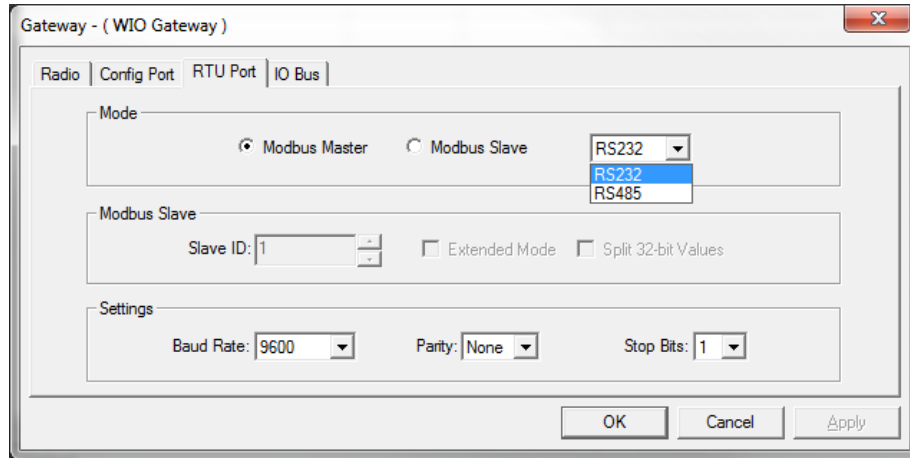 Gateway - ( WIO Gateway )
Radio Config Port RTU Port IO Bus
Mode
Modbus Master Modbus Slave RS232
RS232
RS485
Modbus Slave
Slave ID: 1 Extended Mode Split 32-bit Values
Settings
Baud Rate: 9600 Parity: None Stop Bits: 1
OK Cancel Apply